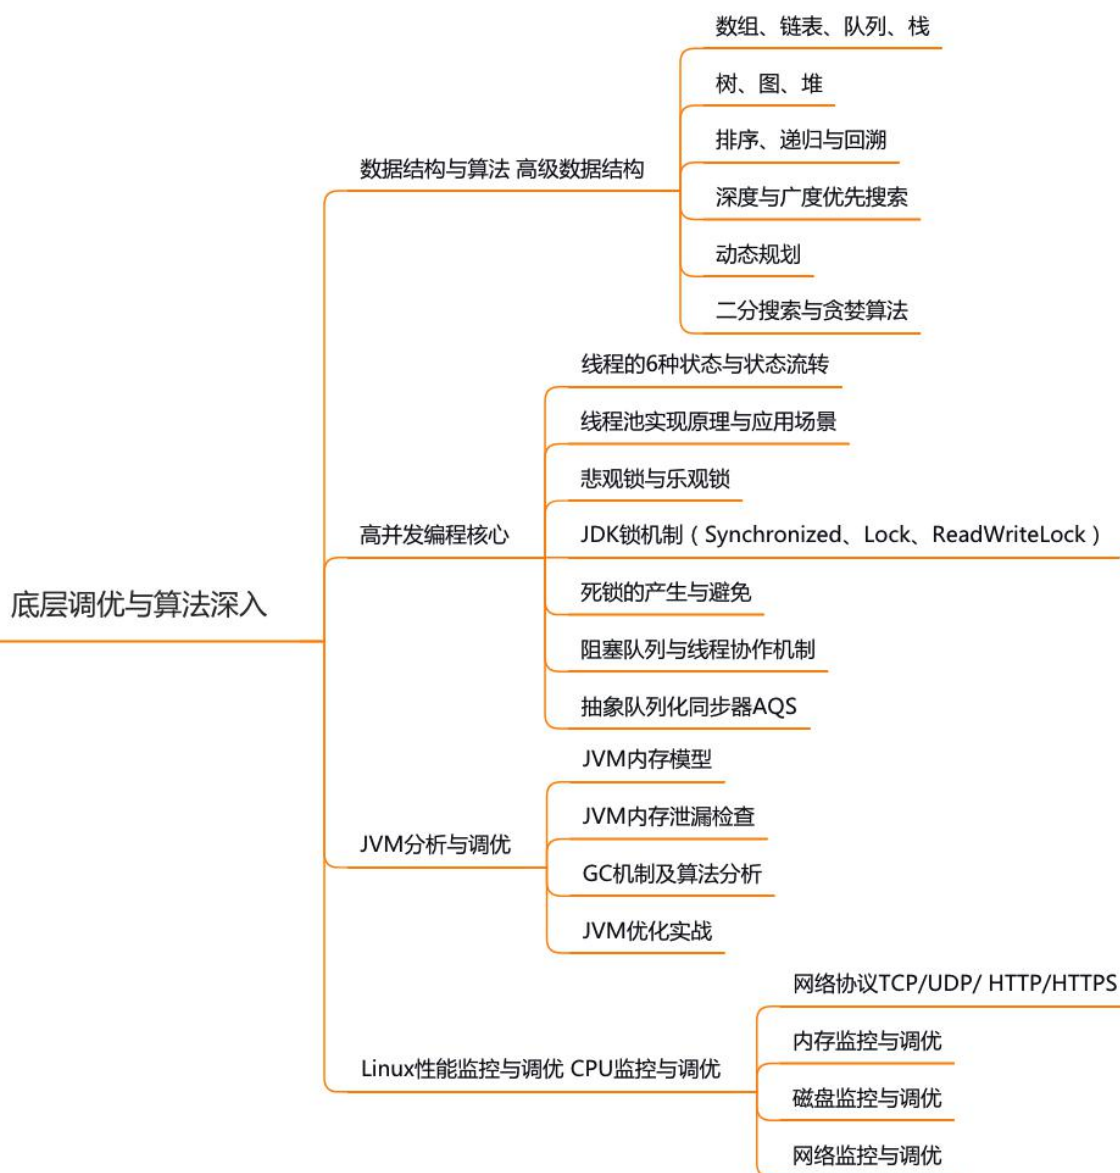 底层调优与算法深入
数据结构与算法 高级数据结构
数组、链表、队列、栈
树、图、堆
排序、递归与回溯
深度与广度优先搜索
动态规划
二分搜索与贪婪算法
高并发编程核心
线程的6种状态与状态流转
线程池实现原理与应用场景
悲观锁与乐观锁
JDK锁机制（Synchronized、Lock、ReadWriteLock）
死锁的产生与避免
阻塞队列与线程协作机制
抽象队列化同步器AQS
JVM分析与调优
JVM内存模型
JVM内存泄漏检查
GC机制及算法分析
JVM优化实战
Linux性能监控与调优 CPU监控与调优
网络协议TCP/UDP/ HTTP/HTTPS
内存监控与调优
磁盘监控与调优
网络监控与调优